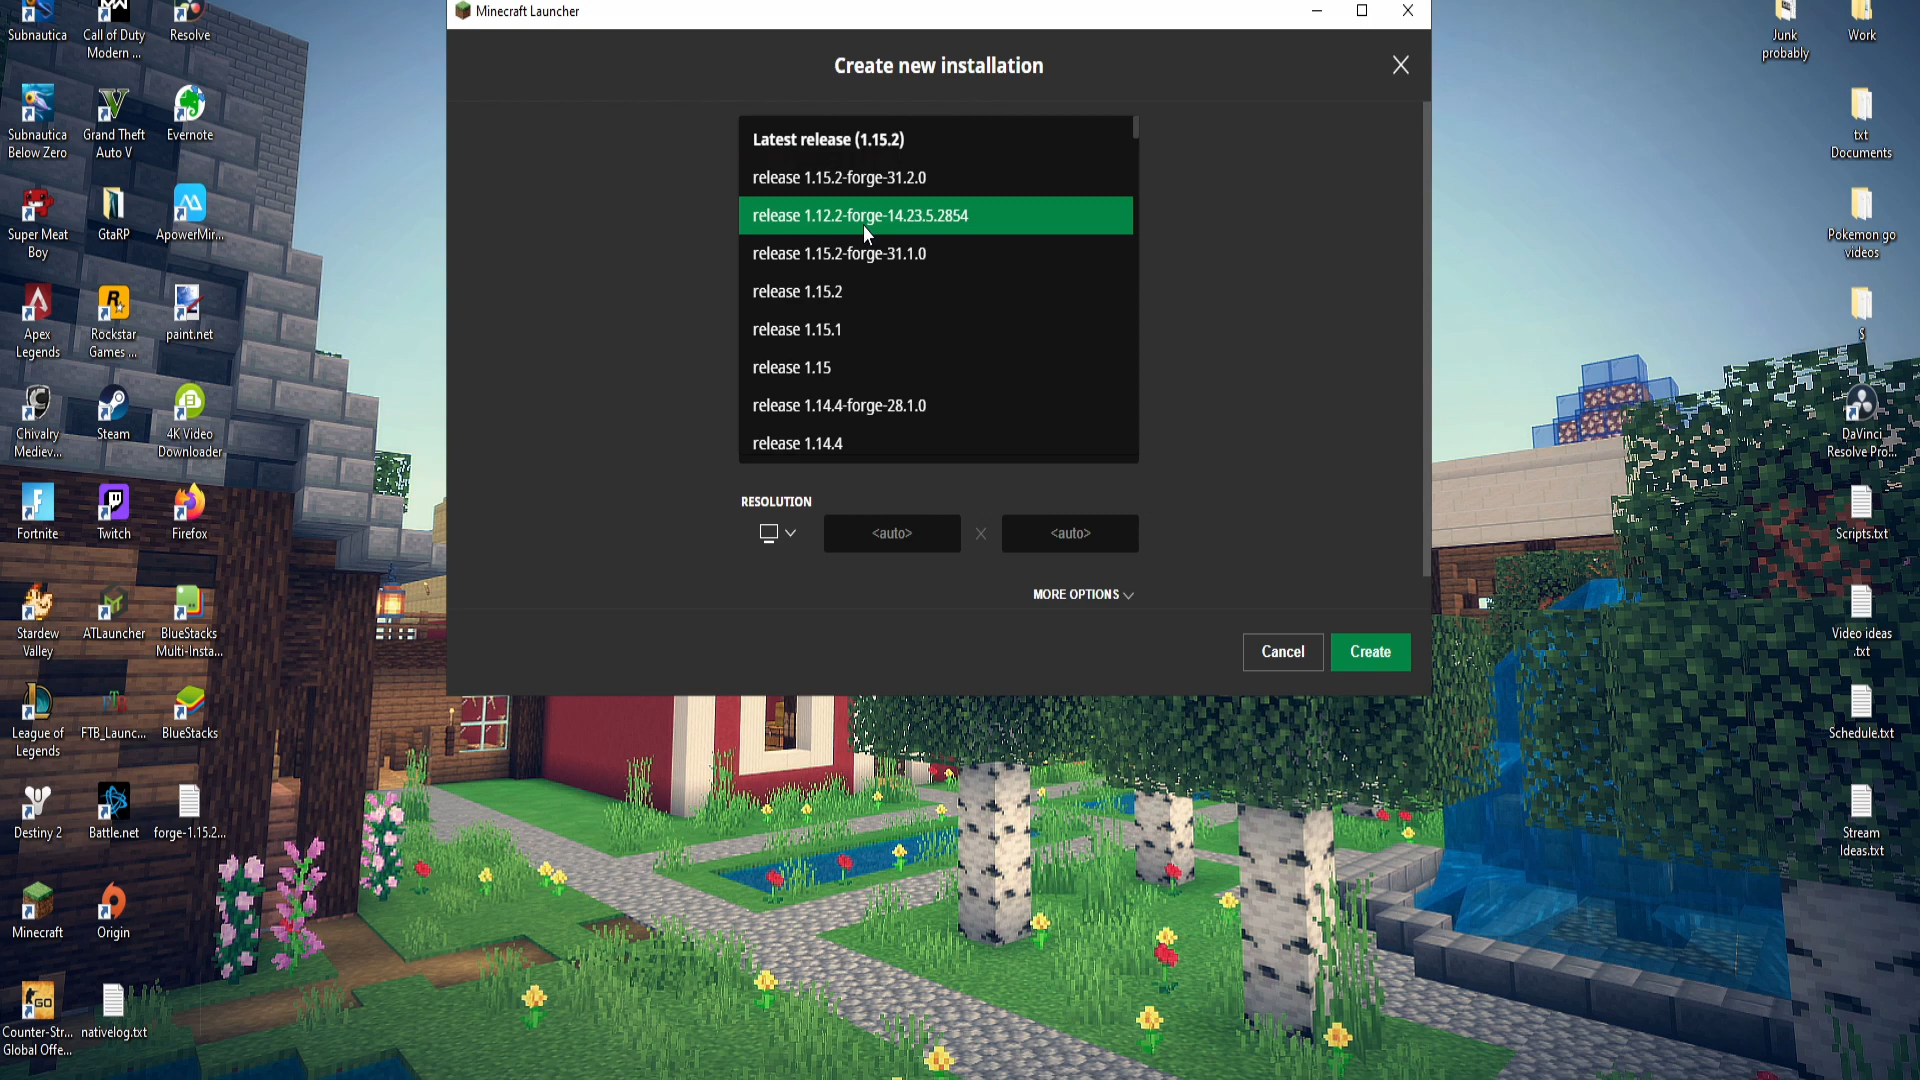 Subnautica
Call of Duty
Modern ...
Resolve
Subnautica
Below Zero
Grand Theft
Auto V
Evernote
Super Meat
Boy
GtaRP
ApowerMir...
Apex
Legends
Rockstar
Games ...
paint.net
Chivalry
Mediev...
Steam
4K Video
Downloader
Fortnite
Twitch
Firefox
Stardew
Valley
ATLauncher
BlueStacks
Multi-Insta...
League of
Legends
FTB_Launc...
BlueStacks
Destiny 2
Battle.net
forge-1.15.2...
Minecraft
Origin
Counter-Str...
Global Offe...
nativelog.txt
Minecraft Launcher
Create new installation
Latest release (1.15.2)
release 1.15.2-forge-31.2.0
release 1.12.2-forge-14.23.5.2854
release 1.15.2-forge-31.1.0
release 1.15.2
release 1.15.1
release 1.15
release 1.14.4-forge-28.1.0
release 1.14.4
RESOLUTION
<auto>
<auto>
MORE OPTIONS
Cancel
Create
Junk
probably
Work
txt
Documents
Pokemon go
videos
S
DaVinci
Resolve Pro...
Scripts.txt
Video ideas
.txt
Schedule.txt
Stream
Ideas.txt